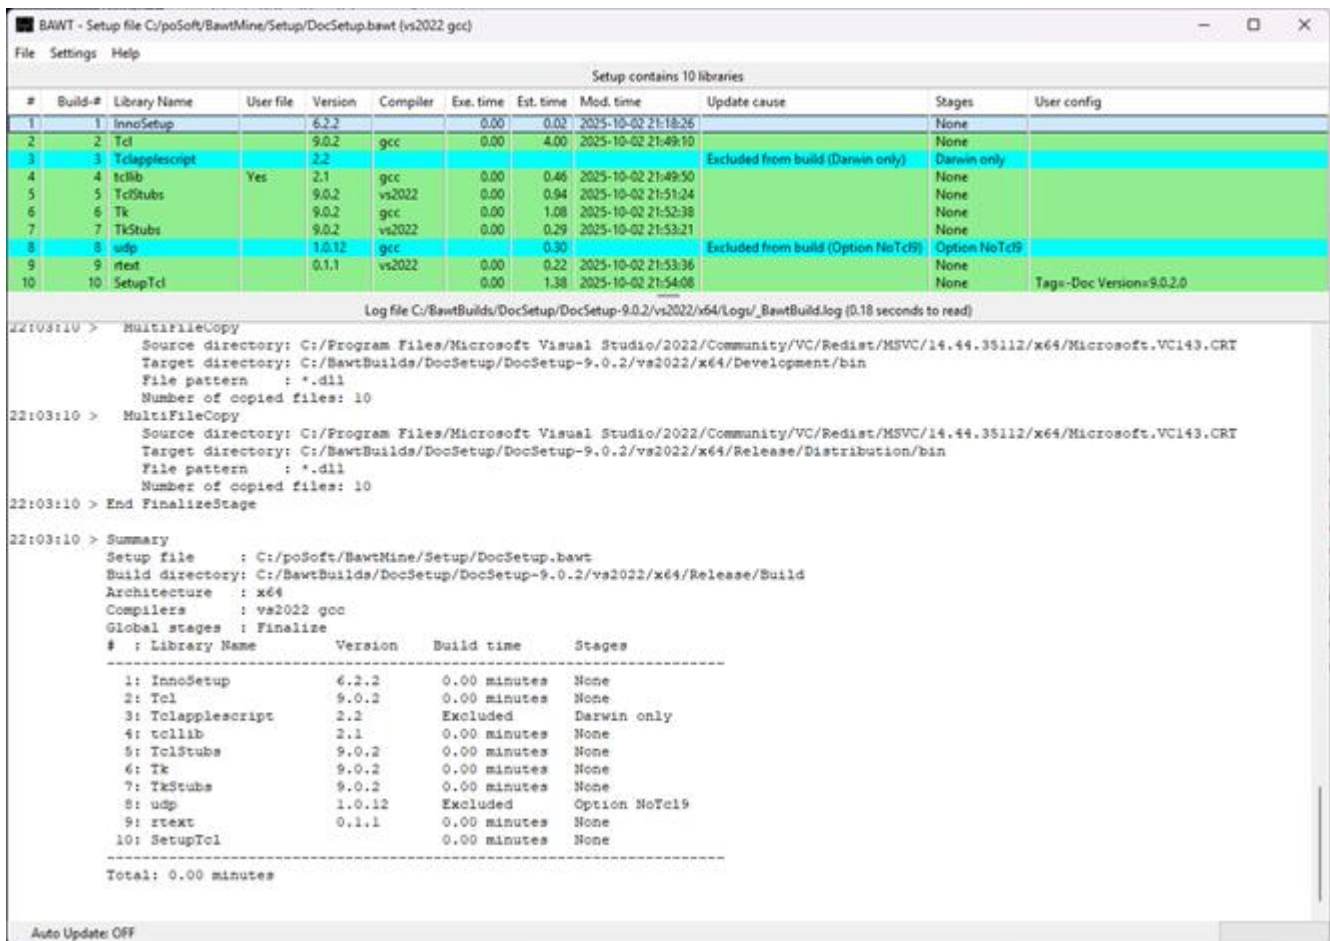 BAWT - Setup file C:/poSoft/BawtMine/Setup/DocSetup.bawt (vs2022 gcc)
File Settings Help
Setup contains 10 libraries
# Build-# Library Name User file Version Compiler Exe. time Est. time Mod. time Update cause Stages User config
1 1 InnoSetup 6.2.2 0.00 0.02 2025-10-02 21:18:26 None
2 2 Tcl 9.0.2 gcc 0.00 4.00 2025-10-02 21:49:10 None
3 3 Tclapplescript 2.2 Excluded from build (Darwin only) Darwin only
4 4 tcllib Yes 2.1 gcc 0.00 0.46 2025-10-02 21:49:50 None
5 5 TclStubs 9.0.2 vs2022 0.00 0.94 2025-10-02 21:51:24 None
6 6 Tk 9.0.2 gcc 0.00 1.08 2025-10-02 21:52:38 None
7 7 TkStubs 9.0.2 vs2022 0.00 0.29 2025-10-02 21:53:21 None
8 8 udp 1.0.12 gcc 0.30 Excluded from build (Option NoTcl9) Option NoTcl9
9 9 rtext 0.1.1 vs2022 0.00 0.22 2025-10-02 21:53:36 None
10 10 SetupTcl 0.00 1.38 2025-10-02 21:54:08 None Tag=-Doc Version=9.0.2.0
Log file C:/BawtBuilds/DocSetup/DocSetup-9.0.2/vs2022/x64/Logs/_BawtBuild.log (0.18 seconds to read)
22:03:10 > MultiFileCopy
Source directory: C:/Program Files/Microsoft Visual Studio/2022/Community/VC/Redist/MSVC/14.44.35112/x64/Microsoft.VC143.CRT
Target directory: C:/BawtBuilds/DocSetup/DocSetup-9.0.2/vs2022/x64/Development/bin
File pattern : *.dll
Number of copied files: 10
22:03:10 > MultiFileCopy
Source directory: C:/Program Files/Microsoft Visual Studio/2022/Community/VC/Redist/MSVC/14.44.35112/x64/Microsoft.VC143.CRT
Target directory: C:/BawtBuilds/DocSetup/DocSetup-9.0.2/vs2022/x64/Release/Distribution/bin
File pattern : *.dll
Number of copied files: 10
22:03:10 > End FinalizeStage
22:03:10 > Summary
Setup file : C:/poSoft/BawtMine/Setup/DocSetup.bawt
Build directory: C:/BawtBuilds/DocSetup/DocSetup-9.0.2/vs2022/x64/Release/Build
Architecture : x64
Compilers : vs2022 gcc
Global stages : Finalize
# : Library Name Version Build time Stages
--------------------------------------------------------------------------------
1: InnoSetup 6.2.2 0.00 minutes None
2: Tcl 9.0.2 0.00 minutes None
3: Tclapplescript 2.2 Excluded Darwin only
4: tcllib 2.1 0.00 minutes None
5: TclStubs 9.0.2 0.00 minutes None
6: Tk 9.0.2 0.00 minutes None
7: TkStubs 9.0.2 0.00 minutes None
8: udp 1.0.12 Excluded Option NoTcl9
9: rtext 0.1.1 0.00 minutes None
10: SetupTcl 0.00 minutes None
--------------------------------------------------------------------------------
Total: 0.00 minutes
Auto Update: OFF